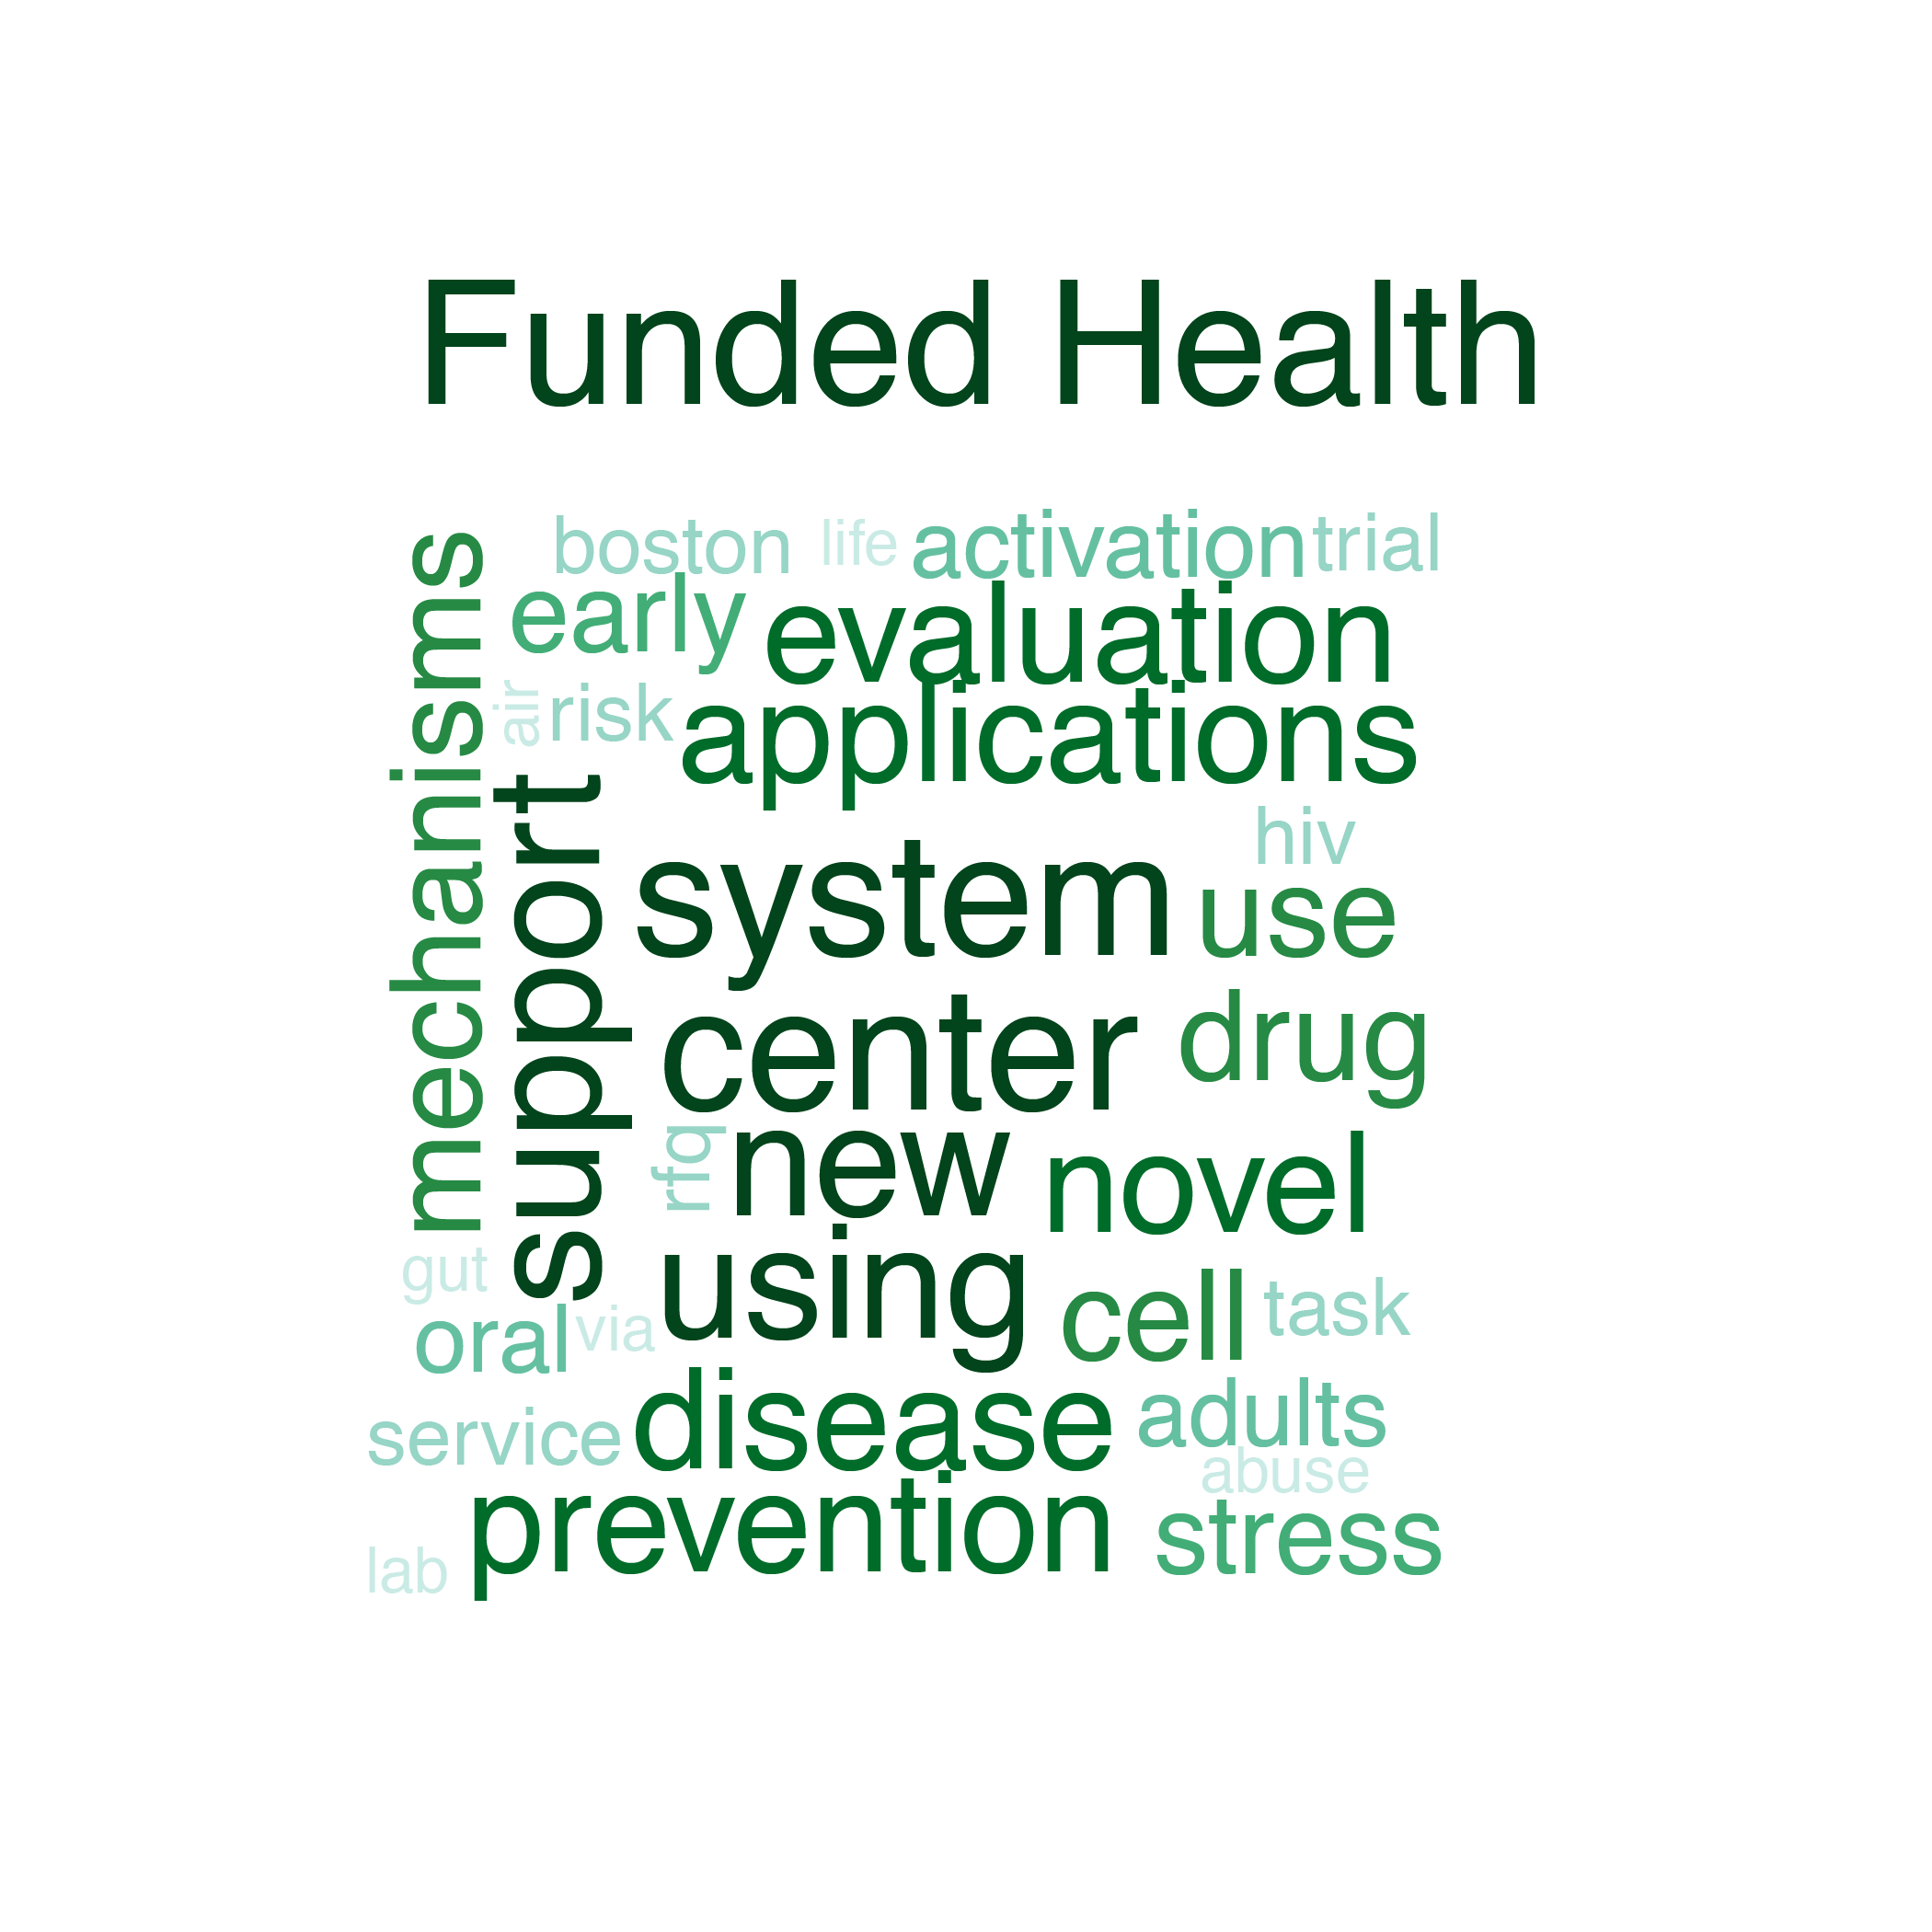 Funded Health
boston life activation trial
early evaluation
air risk applications
mechanisms
support
hiv
system use
center drug
rfq new novel
gut using cell task
oral via
service disease adults
abuse
prevention stress
lab